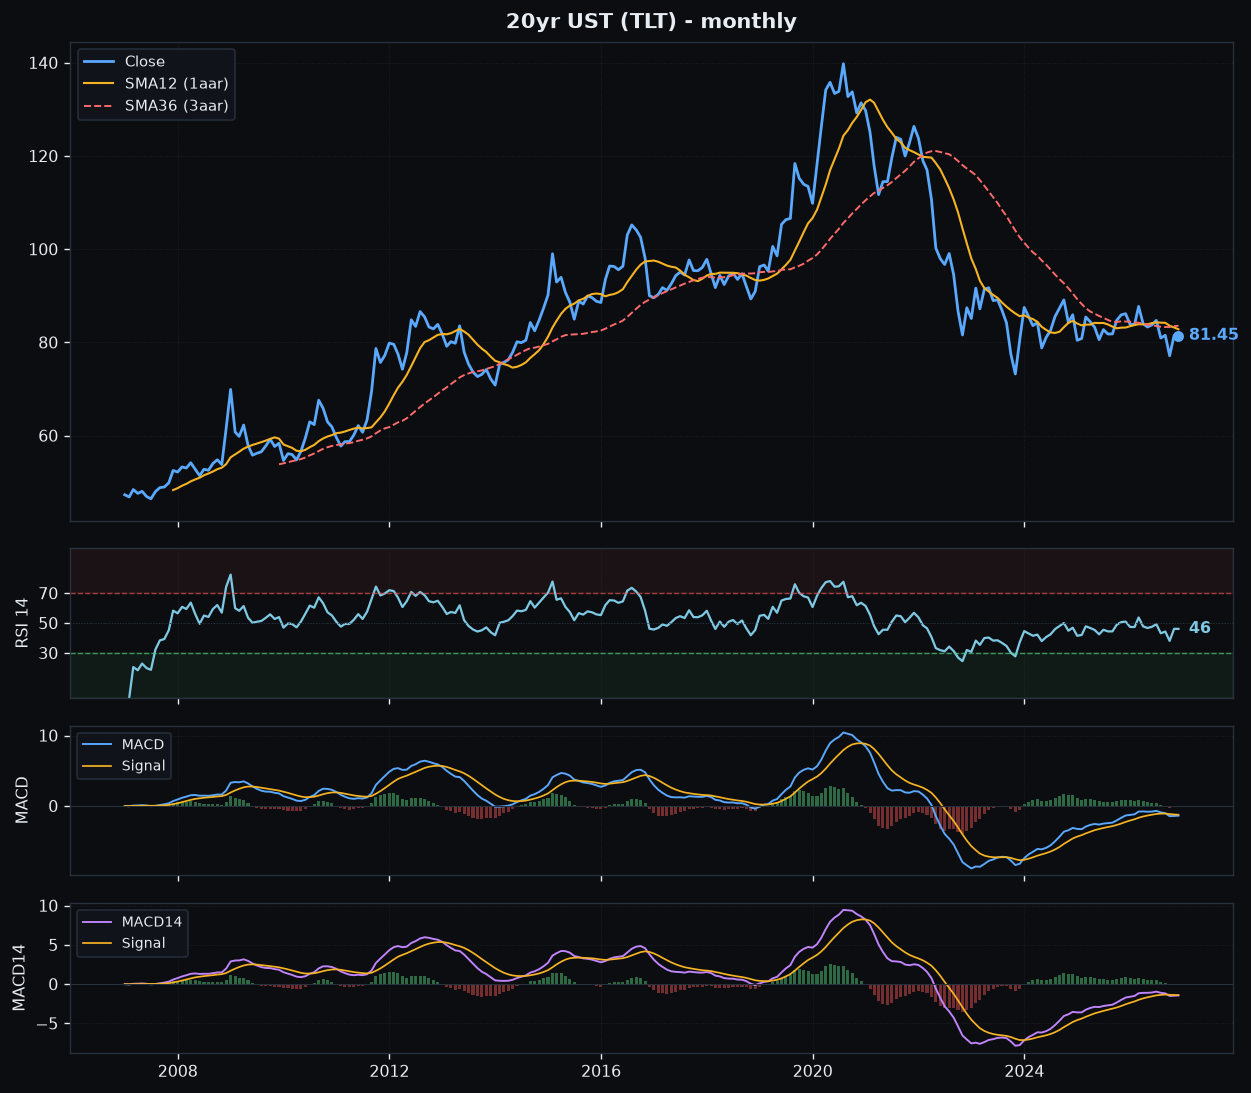 20yr UST (TLT) - monthly
Close
SMA12 (1aar)
SMA36 (3aar)
140
120
100
80
60
81.45
RSI 14
70
50
30
46
MACD
MACD
Signal
10
0
MACD14
MACD14
Signal
10
5
0
−5
2008 2012 2016 2020 2024